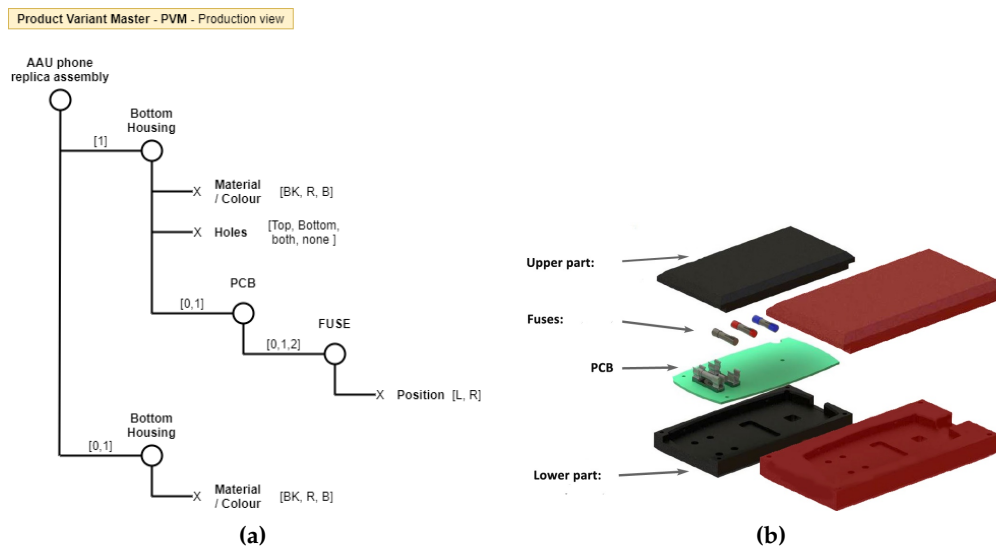 Product Variant Master - PVM - Production view
AAU phone
replica assembly
Bottom
Housing
[1]
X Material
/ Colour
[BK, R, B]
X Holes
[Top, Bottom,
both, none ]
PCB
[0,1]
FUSE
[0,1,2]
X Position [L, R]
Bottom
Housing
[0,1]
X Material
/ Colour
[BK, R, B]
(a)
Upper part:
Fuses:
PCB
Lower part:
(b)